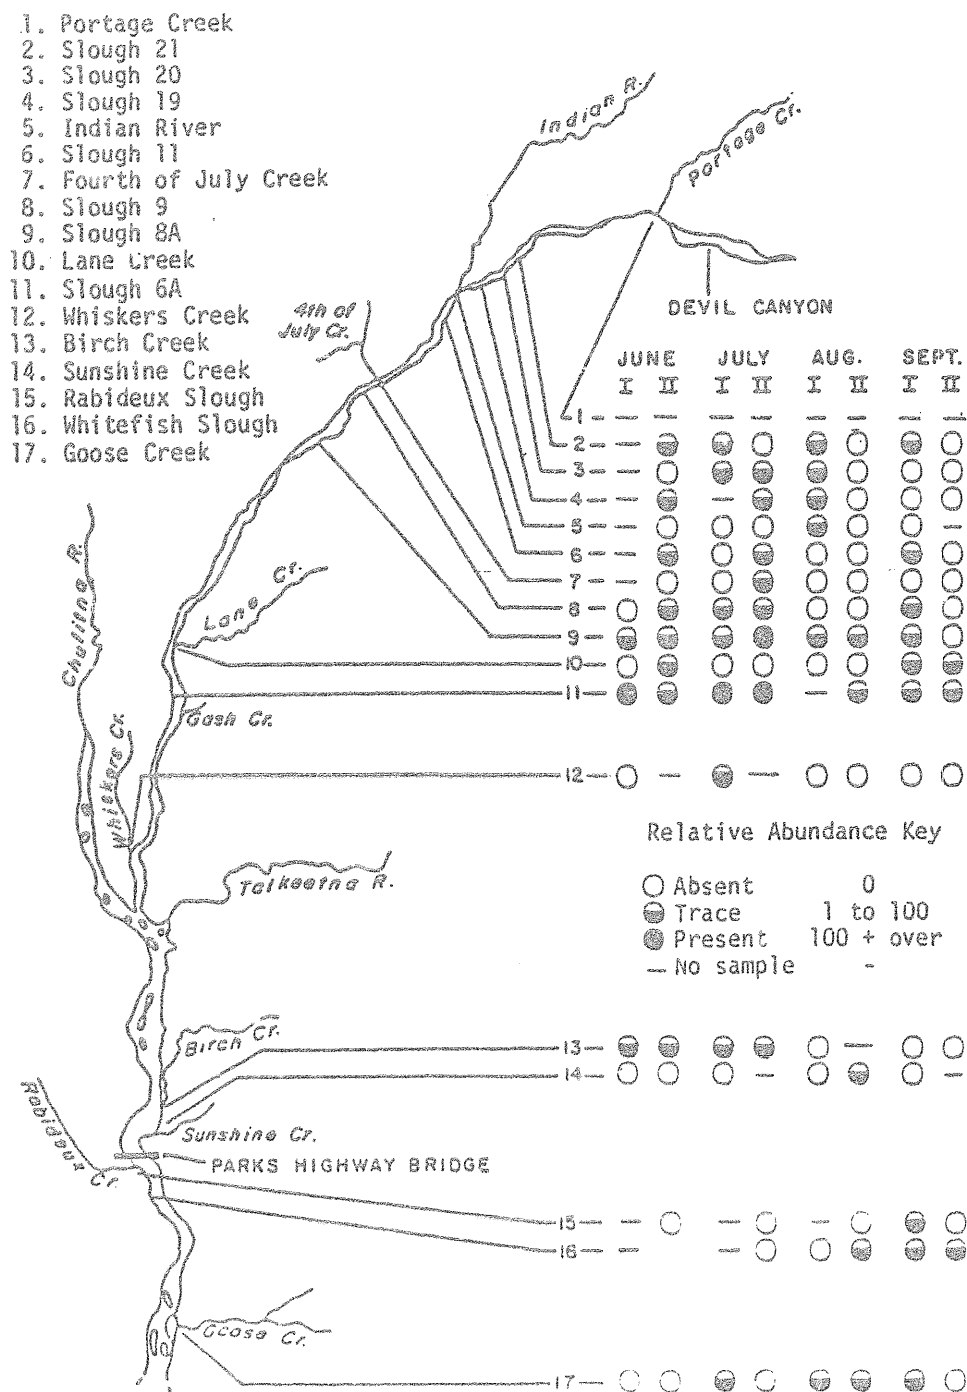 1. Portage Creek
2. Slough 21
3. Slough 20
4. Slough 19
5. Indian River
6. Slough 11
7. Fourth of July Creek
8. Slough 9
9. Slough 8A
10. Lane Creek
11. Slough 6A
12. Whiskers Creek
13. Birch Creek
14. Sunshine Creek
15. Rabideux Slough
16. Whitefish Slough
17. Goose Creek
Indian R.
Portage Cr.
DEVIL CANYON
4th of
July Cr.
JUNE JULY AUG. SEPT.
I II I II I II I II
1
2
3
4
5
6
7
8
9
10
11
12
Chulitna R.
Lane Cr.
Gash Cr.
Whiskers Cr.
Talkeetna R.
Relative Abundance Key
Absent 0
Trace 1 to 100
Present 100 + over
— No sample -
Birch Cr.
13
14
Rabideux Cr.
Sunshine Cr.
PARKS HIGHWAY BRIDGE
15
16
Goose Cr.
17